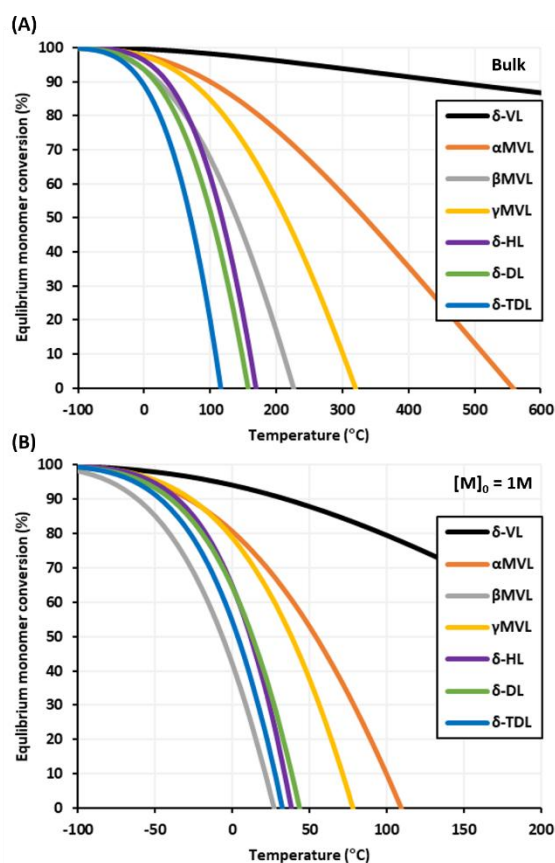 (A)
Equlibrium monomer conversion (%)
100
90
80
70
60
50
40
30
20
10
0
Bulk
δ-VL
αMVL
βMVL
γMVL
δ-HL
δ-DL
δ-TDL
-100 0 100 200 300 400 500 600
Temperature (°C)
(B)
Equlibrium monomer conversion (%)
100
90
80
70
60
50
40
30
20
10
0
[M]₀ = 1M
δ-VL
αMVL
βMVL
γMVL
δ-HL
δ-DL
δ-TDL
-100 -50 0 50 100 150 200
Temperature (°C)